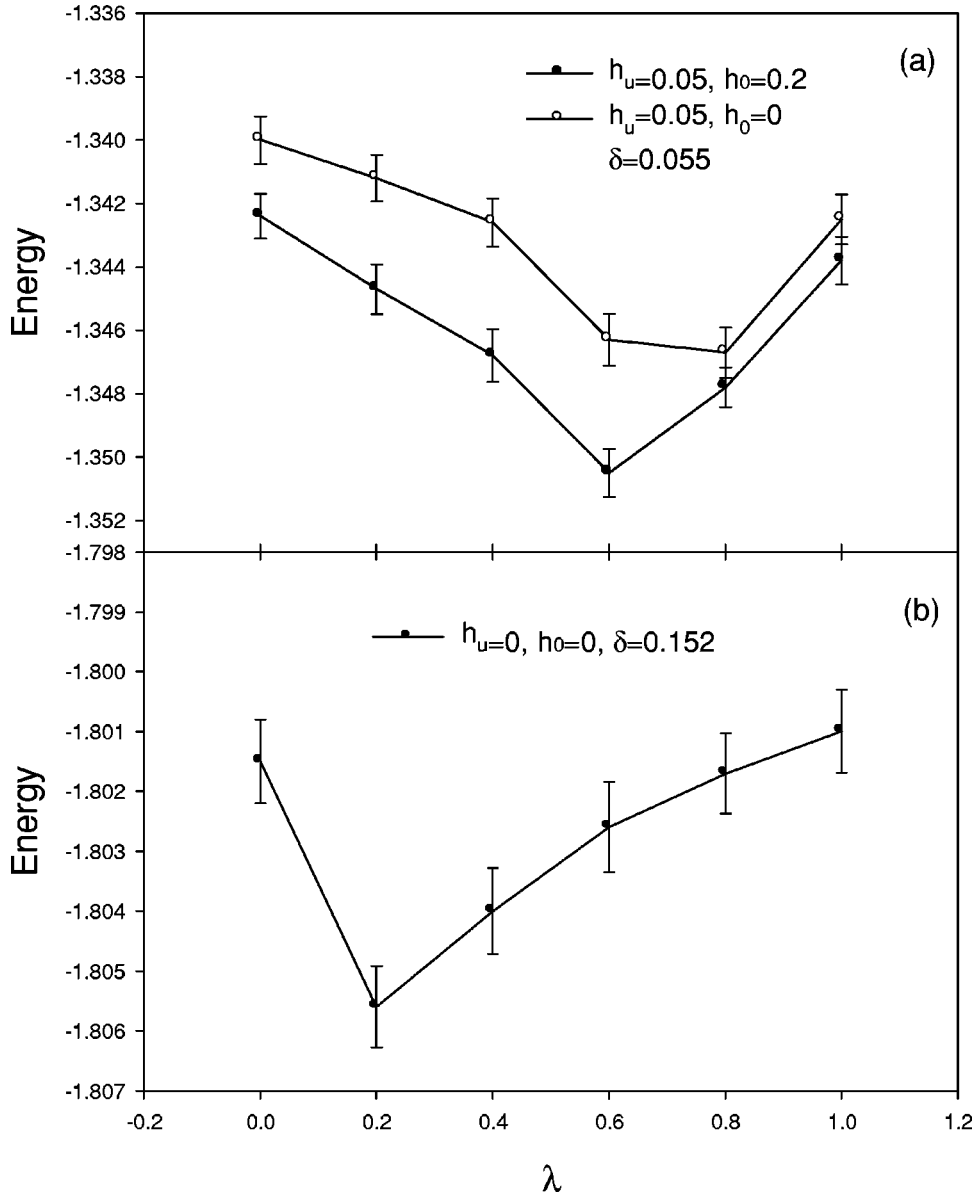 -1.336
(a)
hu=0.05, h0=0.2
-1.338
hu=0.05, h0=0
δ=0.055
-1.340
-1.342
Energy
-1.344
-1.346
-1.348
-1.350
-1.352
-1.798
(b)
-1.799
hu=0, h0=0, δ=0.152
-1.800
-1.801
-1.802
Energy
-1.803
-1.804
-1.805
-1.806
-1.807
-0.2 0.0 0.2 0.4 0.6 0.8 1.0 1.2
λ